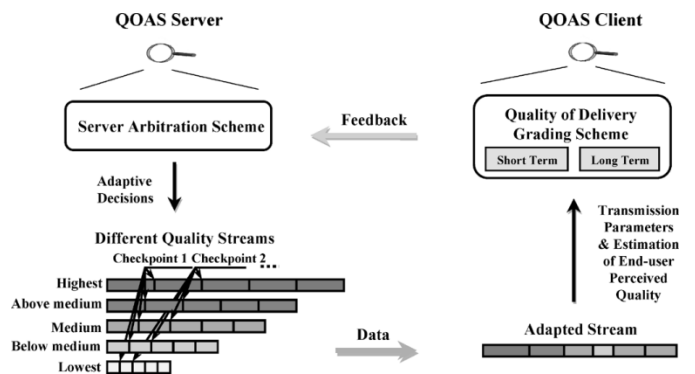 QOAS Server
QOAS Client
Server Arbitration Scheme
Feedback
Quality of Delivery
Grading Scheme
Short Term
Long Term
Adaptive
Decisions
Transmission
Parameters
& Estimation
of End-user
Perceived
Quality
Different Quality Streams
Checkpoint 1 Checkpoint 2 ...
Highest
Above medium
Medium
Below medium
Lowest
Data
Adapted Stream